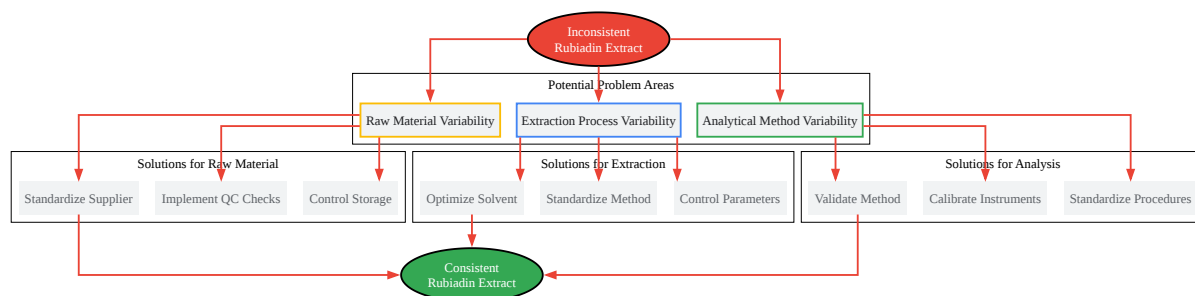 Inconsistent
Rubiadin Extract
Potential Problem Areas
Raw Material Variability
Extraction Process Variability
Analytical Method Variability
Solutions for Raw Material
Solutions for Extraction
Solutions for Analysis
Standardize Supplier
Implement QC Checks
Control Storage
Optimize Solvent
Standardize Method
Control Parameters
Validate Method
Calibrate Instruments
Standardize Procedures
Consistent
Rubiadin Extract